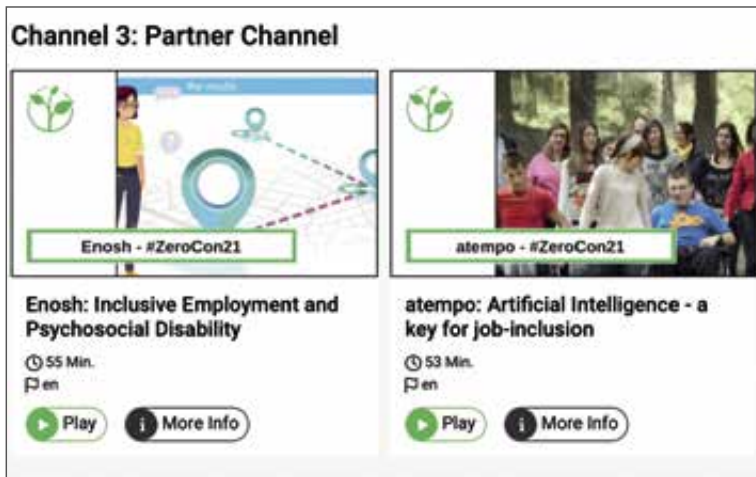 Channel 3: Partner Channel
Enosh - #ZeroCon21
Enosh: Inclusive Employment and
Psychosocial Disability
55 Min.
en
Play
More Info
atempo - #ZeroCon21
atempo: Artificial Intelligence - a
key for job-inclusion
53 Min.
en
Play
More Info